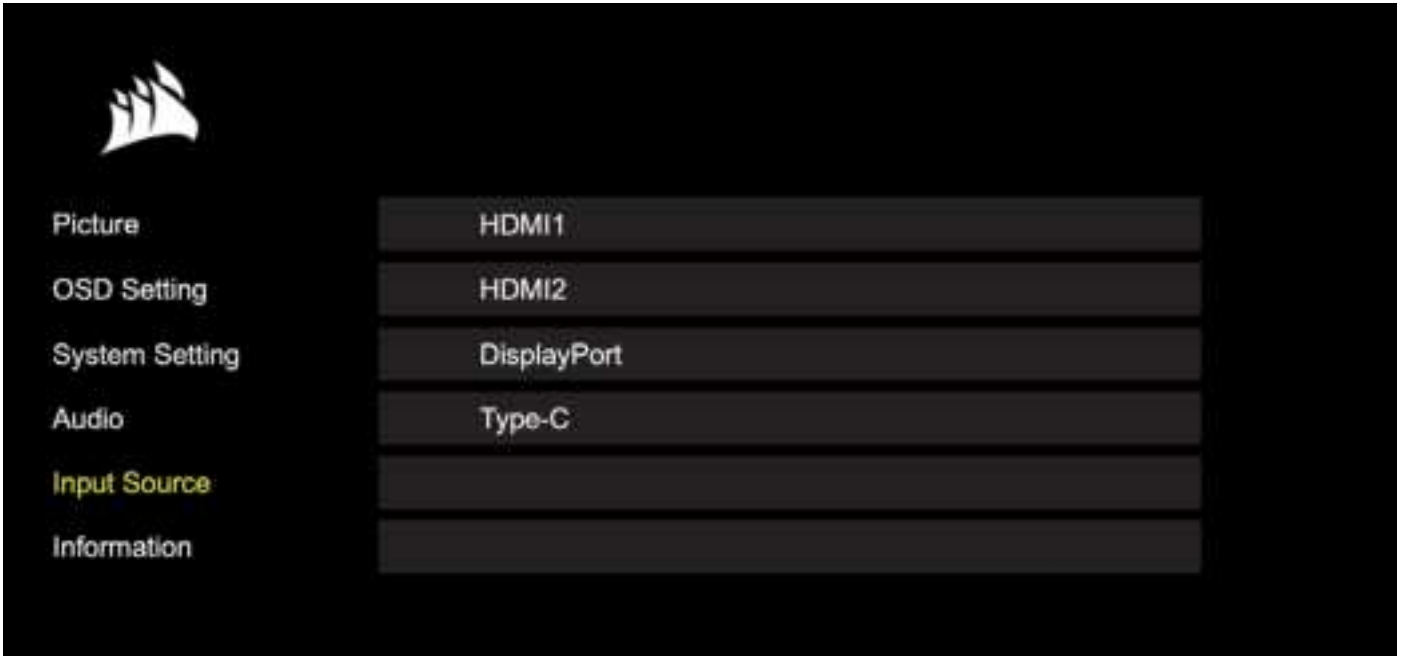 Picture HDMI1
OSD Setting HDMI2
System Setting DisplayPort
Audio Type-C
Input Source
Information